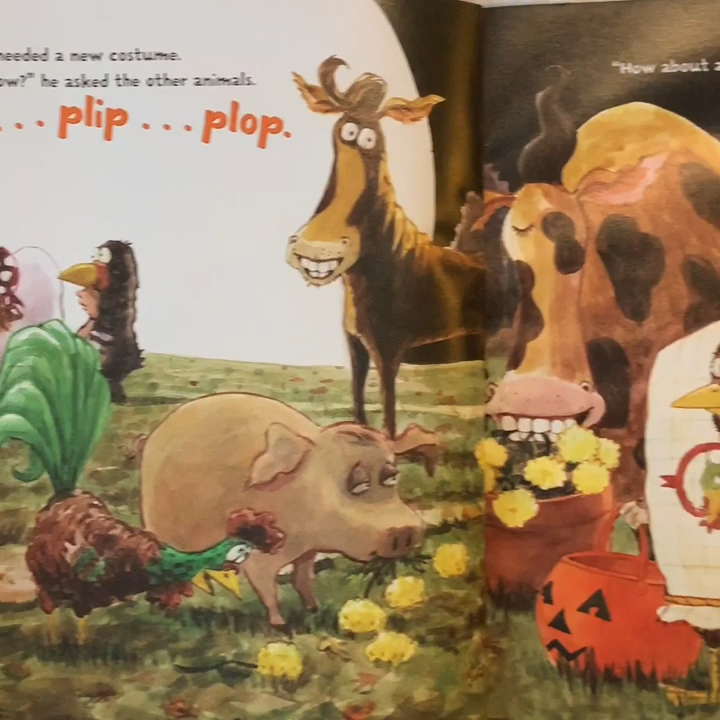 needed a new costume.
ow?" he asked the other animals.
. . . plip . . . plop.
"How about a